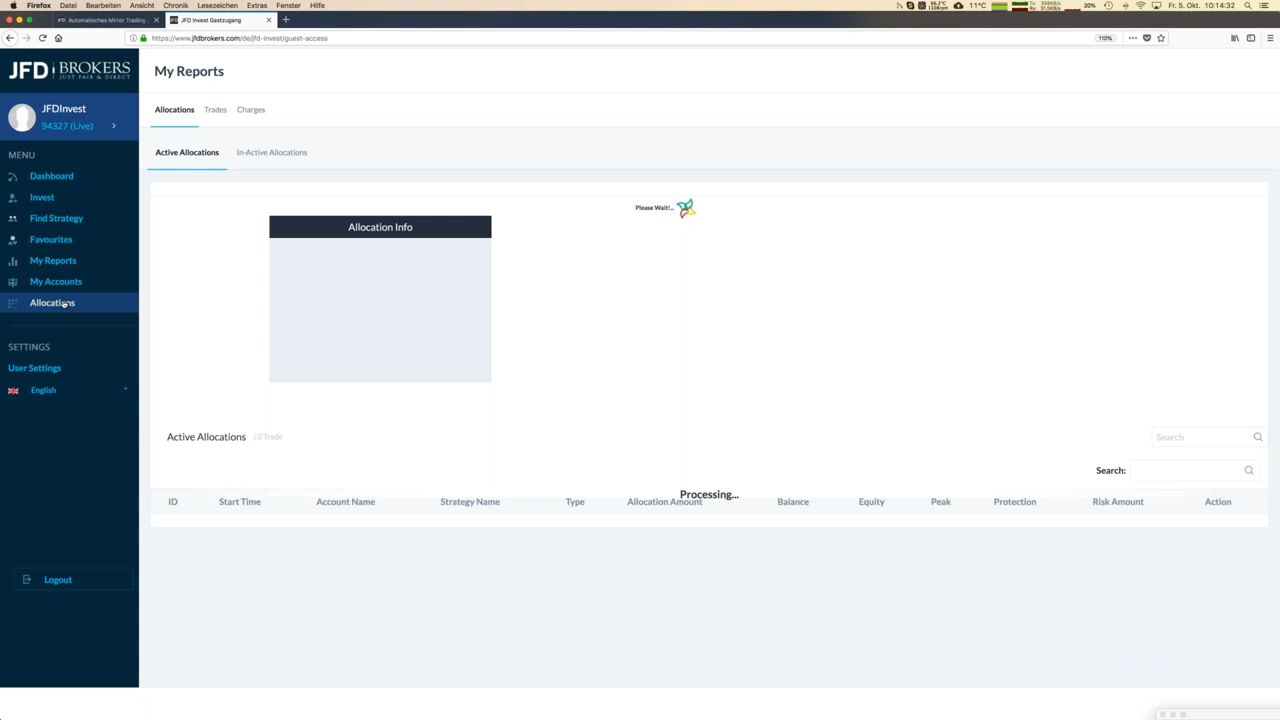 Firefox Datei Bearbeiten Ansicht Chronik Lesezeichen Extras Fenster Hilfe
11°C 20% Fr. 5. Okt. 10:14:32
JFD Automatisches Mirror Trading JFD JFD Invest Gastzugang
https://www.jfdbrokers.com/de/jfd-invest/guest-access 110%
JFD BROKERS
JUST FAIR & DIRECT
JFDInvest
94327 (Live)
MENU
Dashboard
Invest
Find Strategy
Favourites
My Reports
My Accounts
Allocations
SETTINGS
User Settings
English
Logout
My Reports
Allocations Trades Charges
Active Allocations In-Active Allocations
Please Wait!...
Allocation Info
Active Allocations | 0 Trade Search
Search:
Processing...
ID Start Time Account Name Strategy Name Type Allocation Amount Balance Equity Peak Protection Risk Amount Action